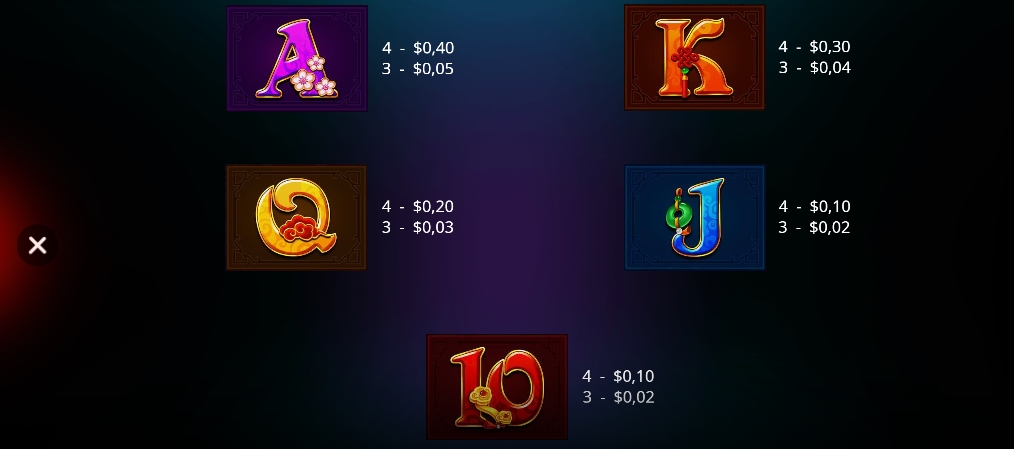 A
4 - $0,40
3 - $0,05
K
4 - $0,30
3 - $0,04
Q
4 - $0,20
3 - $0,03
J
4 - $0,10
3 - $0,02
10
4 - $0,10
3 - $0,02